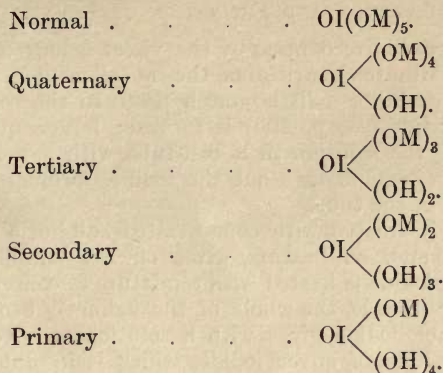 Normal . . . OI(OM)₅.
(OM)₄
Quaternary . . OI
(OH).
(OM)₃
Tertiary . . . OI
(OH)₂.
(OM)₂
Secondary . . OI
(OH)₃.
(OM)
Primary . . . OI
(OH)₄.